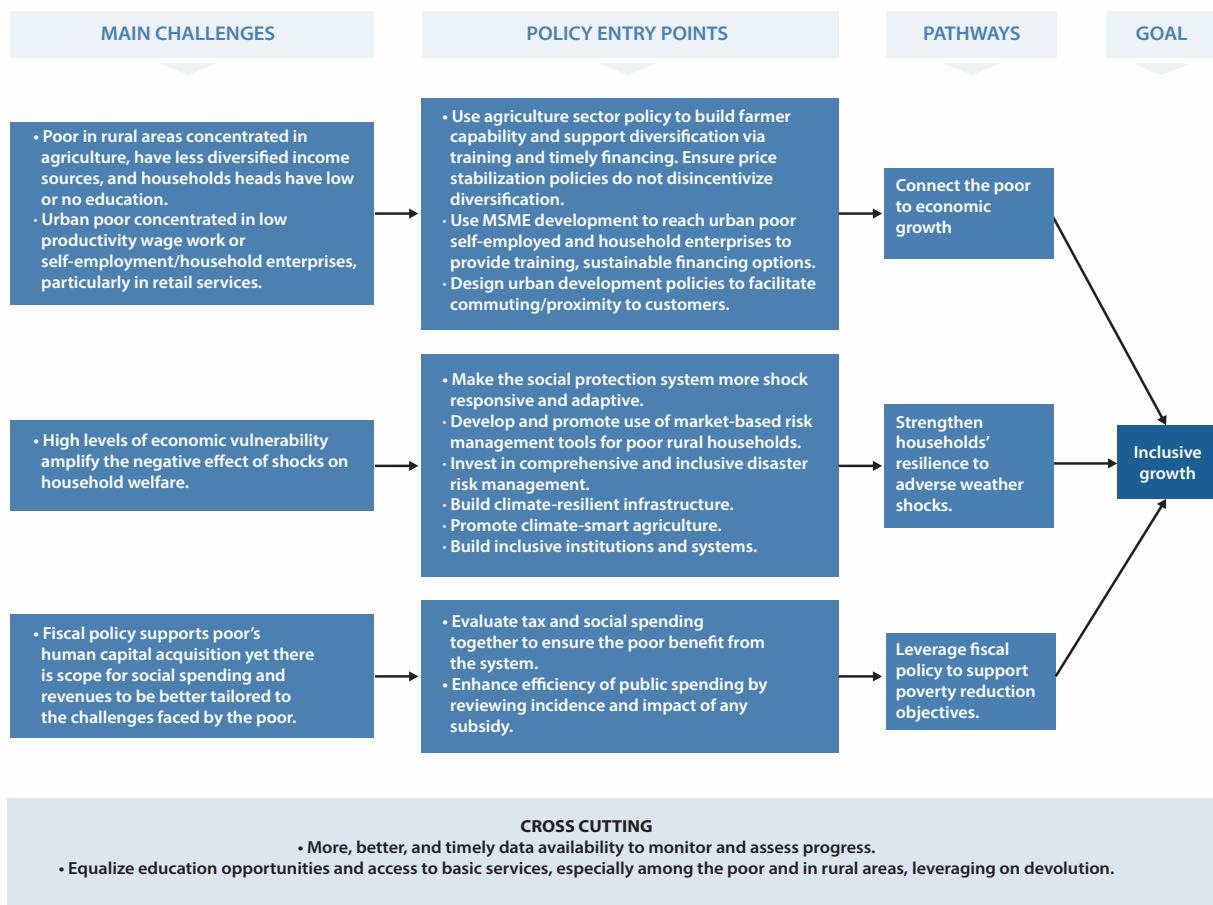 MAIN CHALLENGES
POLICY ENTRY POINTS
PATHWAYS
GOAL
• Poor in rural areas concentrated in
agriculture, have less diversified income
sources, and households heads have low
or no education.
· Urban poor concentrated in low
productivity wage work or
self-employment/household enterprises,
particularly in retail services.
• Use agriculture sector policy to build farmer
capability and support diversification via
training and timely financing. Ensure price
stabilization policies do not disincentivize
diversification.
· Use MSME development to reach urban poor
self-employed and household enterprises to
provide training, sustainable financing options.
· Design urban development policies to facilitate
commuting/proximity to customers.
Connect the poor
to economic
growth
• High levels of economic vulnerability
amplify the negative effect of shocks on
household welfare.
• Make the social protection system more shock
responsive and adaptive.
• Develop and promote use of market-based risk
management tools for poor rural households.
· Invest in comprehensive and inclusive disaster
risk management.
· Build climate-resilient infrastructure.
· Promote climate-smart agriculture.
· Build inclusive institutions and systems.
Strengthen
households’
resilience to
adverse weather
shocks.
Inclusive
growth
• Fiscal policy supports poor’s
human capital acquisition yet there
is scope for social spending and
revenues to be better tailored to
the challenges faced by the poor.
• Evaluate tax and social spending
together to ensure the poor benefit from
the system.
• Enhance efficiency of public spending by
reviewing incidence and impact of any
subsidy.
Leverage fiscal
policy to support
poverty reduction
objectives.
CROSS CUTTING
• More, better, and timely data availability to monitor and assess progress.
• Equalize education opportunities and access to basic services, especially among the poor and in rural areas, leveraging on devolution.